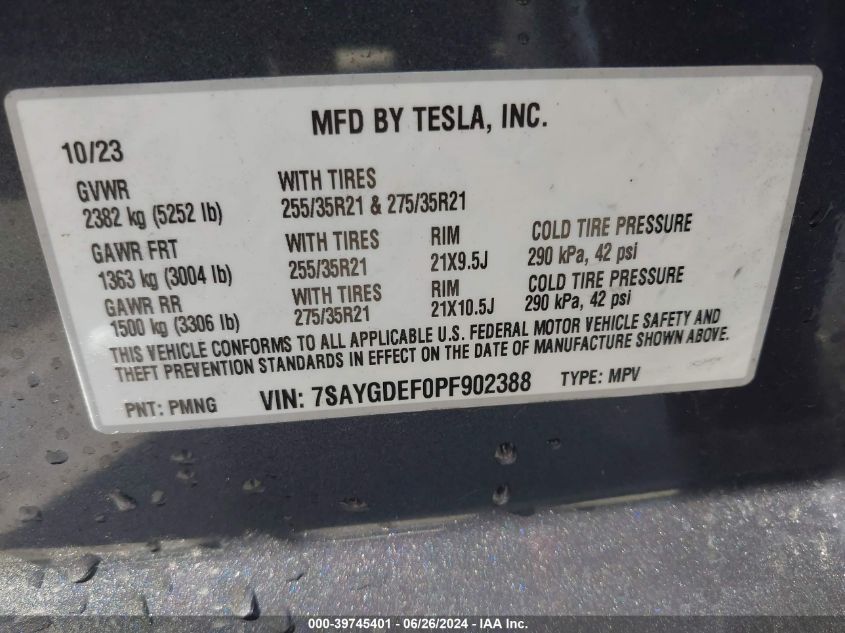 MFD BY TESLA, INC.
10/23
GVWR
2382 kg (5252 lb)
WITH TIRES
255/35R21 & 275/35R21
GAWR FRT
1363 kg (3004 lb)
WITH TIRES
255/35R21
RIM
21X9.5J
COLD TIRE PRESSURE
290 kPa, 42 psi
GAWR RR
1500 kg (3306 lb)
WITH TIRES
275/35R21
RIM
21X10.5J
COLD TIRE PRESSURE
290 kPa, 42 psi
THIS VEHICLE CONFORMS TO ALL APPLICABLE U.S. FEDERAL MOTOR VEHICLE SAFETY AND
THEFT PREVENTION STANDARDS IN EFFECT ON THE DATE OF MANUFACTURE SHOWN ABOVE.
PNT: PMNG VIN: 7SAYGDEF0PF902388 TYPE: MPV
000-39745401 / 06/26/2024 - IAA Inc.